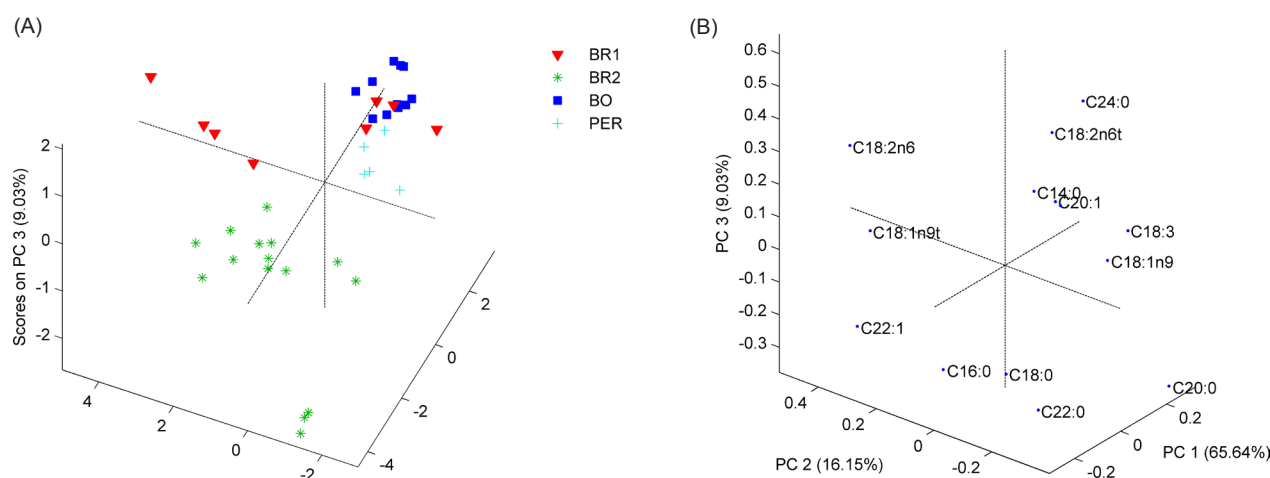 (A)
BR1
BR2
BO
PER
Scores on PC 3 (9.03%)
2
1
0
-1
-2
4
2
0
-2
2
0
-2
-4
(B)
PC 3 (9.03%)
0.6
0.5
0.4
0.3
0.2
0.1
0
-0.1
-0.2
-0.3
C24:0
C18:2n6t
C18:2n6
C14:0
C20:1
C18:1n9t
C18:3
C18:1n9
C22:1
C16:0
C18:0
C20:0
C22:0
0.4
0.2
0
-0.2
PC 2 (16.15%)
0.2
0
-0.2
PC 1 (65.64%)